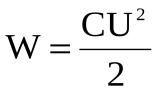 W = CU² / 2